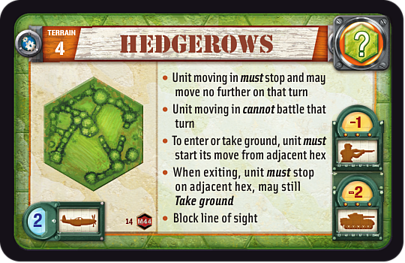 TERRAIN
4
HEDGEROWS
?
• Unit moving in must stop and may
move no further on that turn
• Unit moving in cannot battle that
turn
• To enter or take ground, unit must
start its move from adjacent hex
• When exiting, unit must stop
on adjacent hex, may still
Take ground
• Block line of sight
-1
-2
2
14 M44